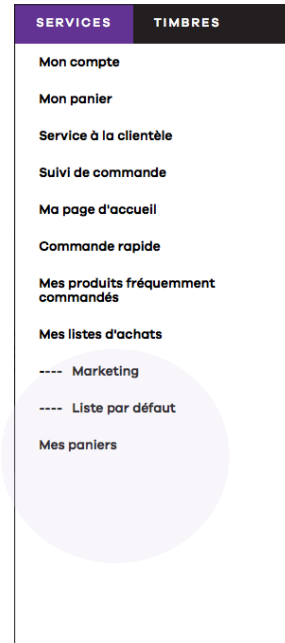 SERVICES TIMBRES
Mon compte
Mon panier
Service à la clientèle
Suivi de commande
Ma page d'accueil
Commande rapide
Mes produits fréquemment
commandés
Mes listes d'achats
---- Marketing
---- Liste par défaut
Mes paniers